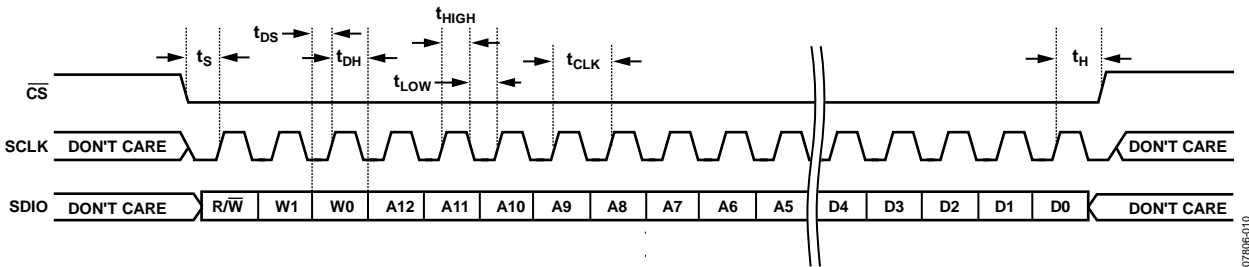 tHIGH
tDS
tS
tDH
tCLK
tH
tLOW
CS
SCLK DON'T CARE DON'T CARE
SDIO DON'T CARE R/W W1 W0 A12 A11 A10 A9 A8 A7 A6 A5 D4 D3 D2 D1 D0 DON'T CARE
07806-010